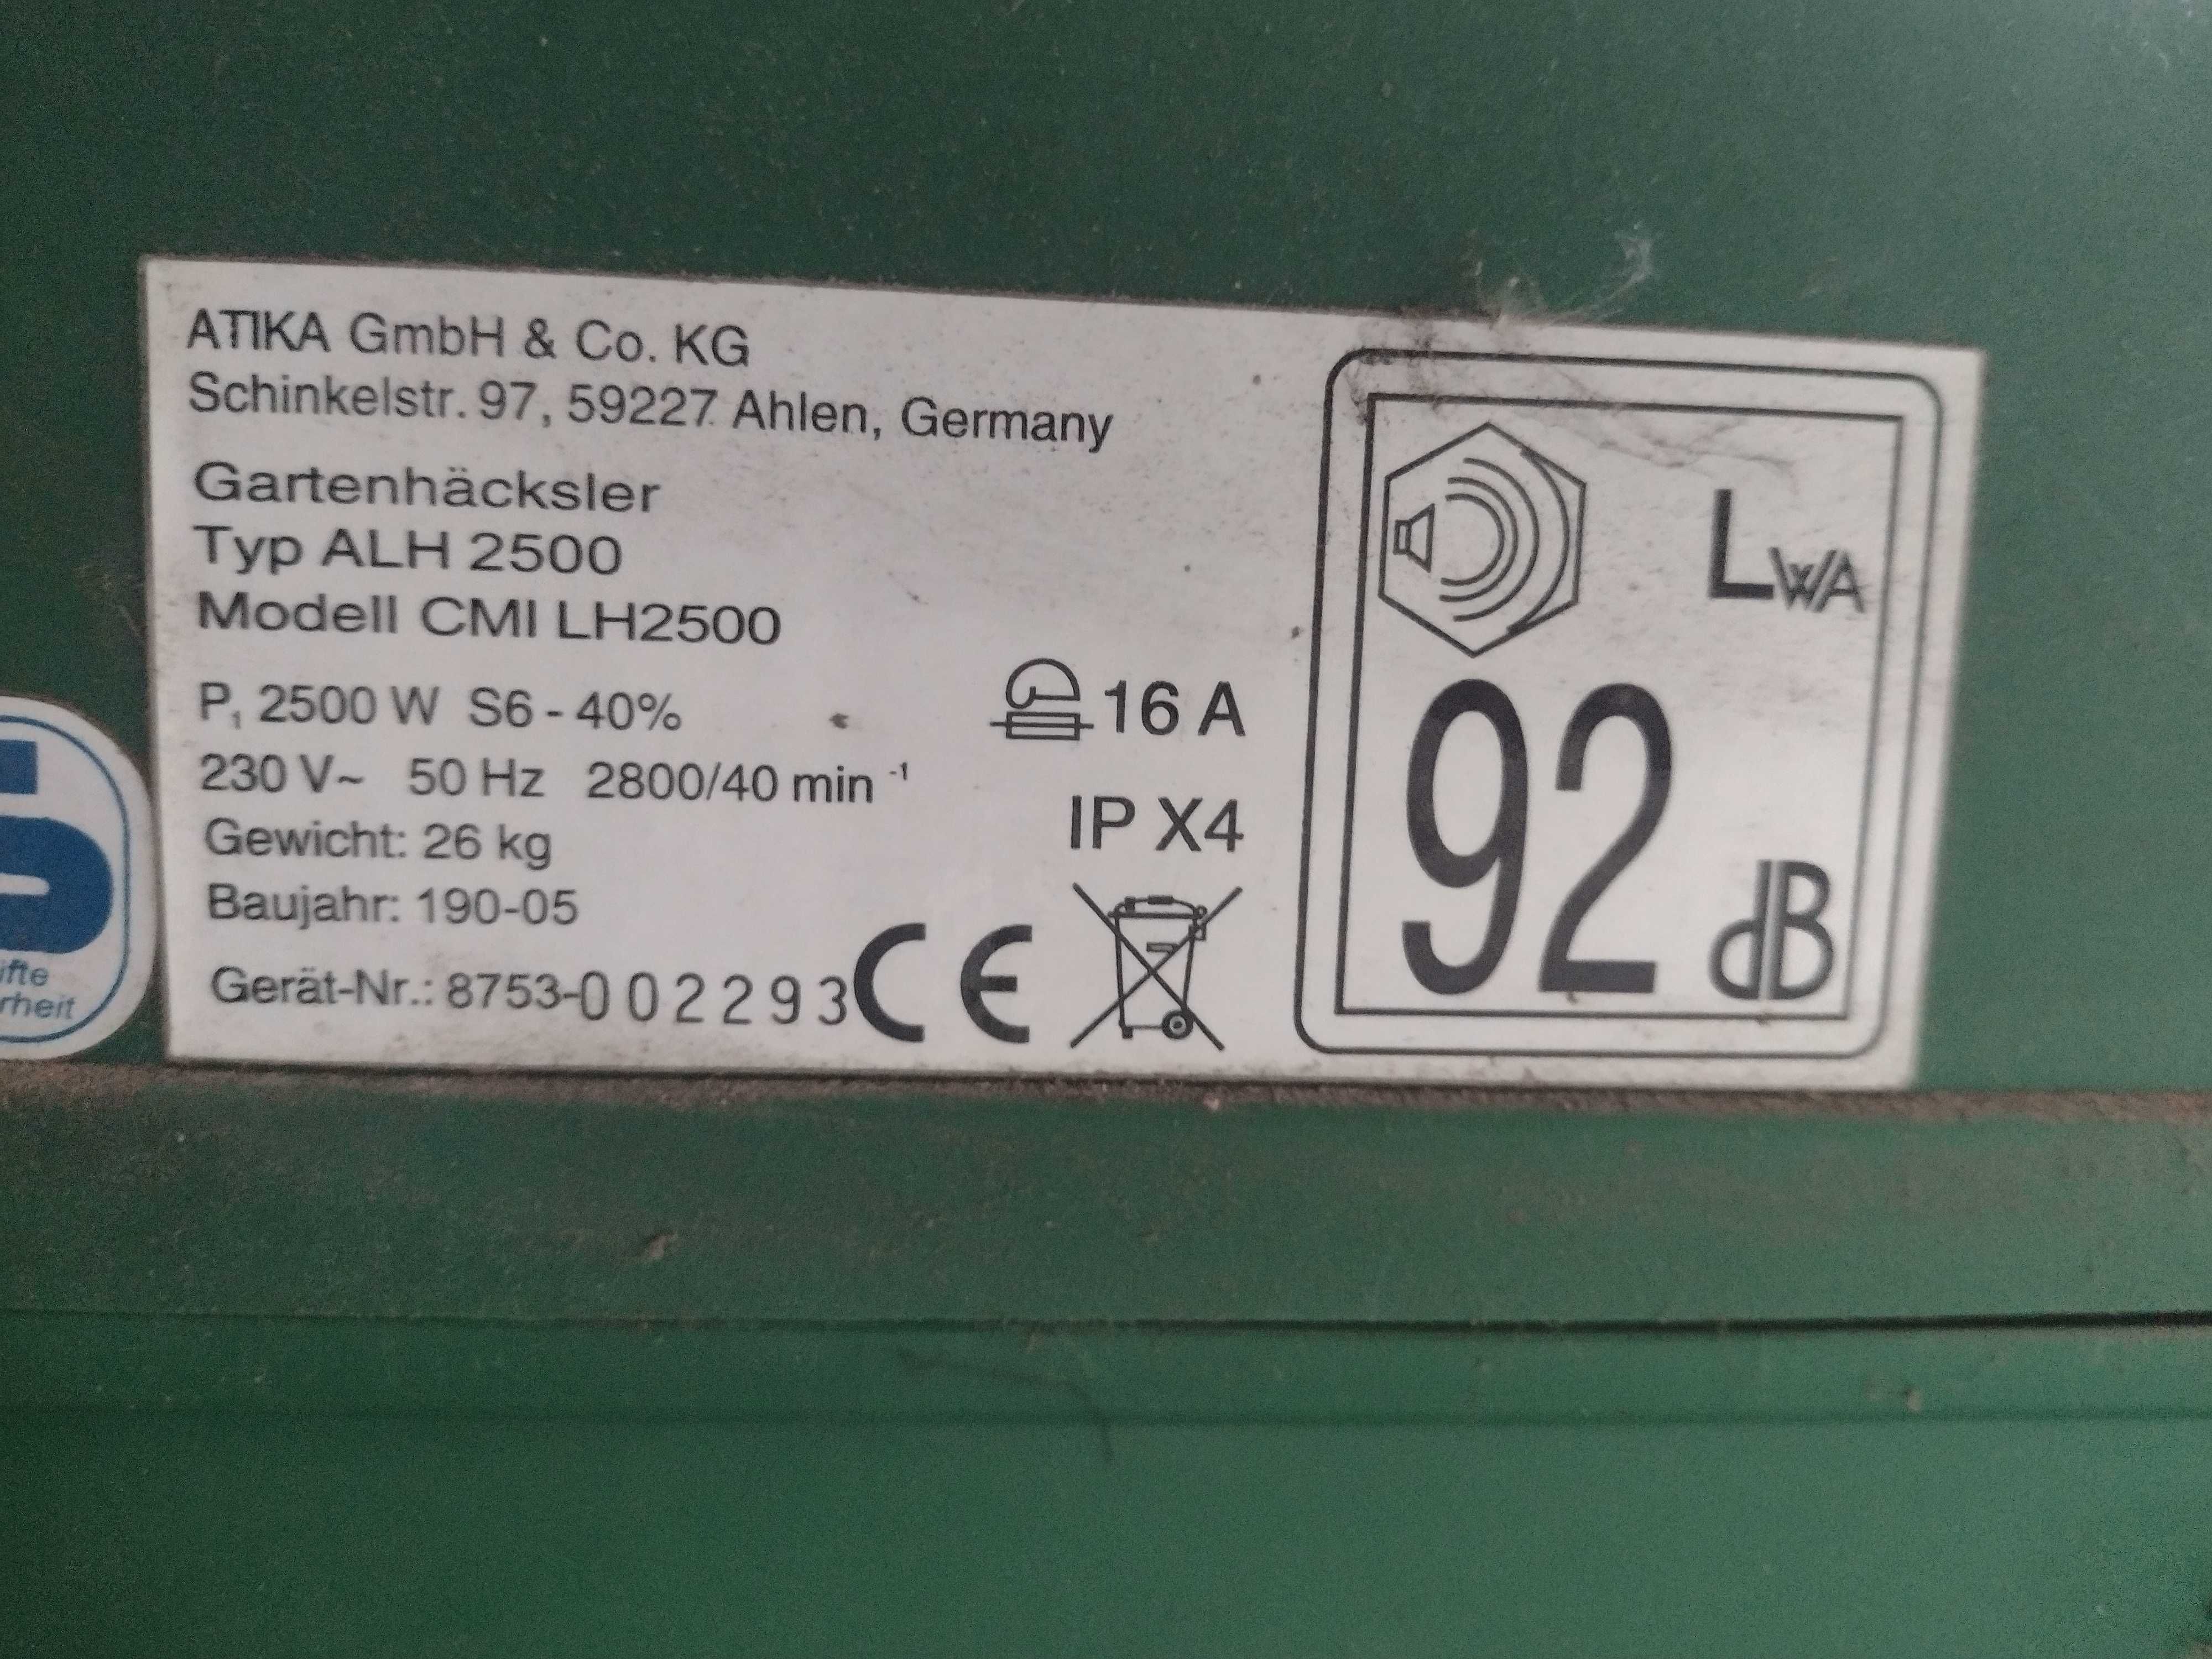 ATIKA GmbH & Co. KG
Schinkelstr. 97, 59227 Ahlen, Germany
Gartenhäcksler
Typ ALH 2500
Modell CMI LH2500
P₁ 2500 W S6 - 40%
230 V~ 50 Hz 2800/40 min ⁻¹
Gewicht: 26 kg
Baujahr: 190-05
Gerät-Nr.: 8753-002293
CE
16 A
IP X4
LWA
92 dB
ifte
rheit